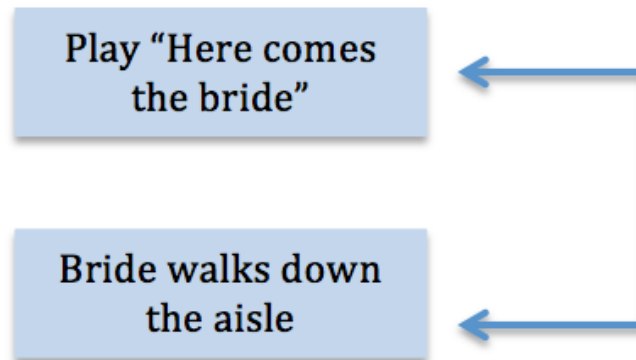 Play “Here comes
the bride”
Bride walks down
the aisle